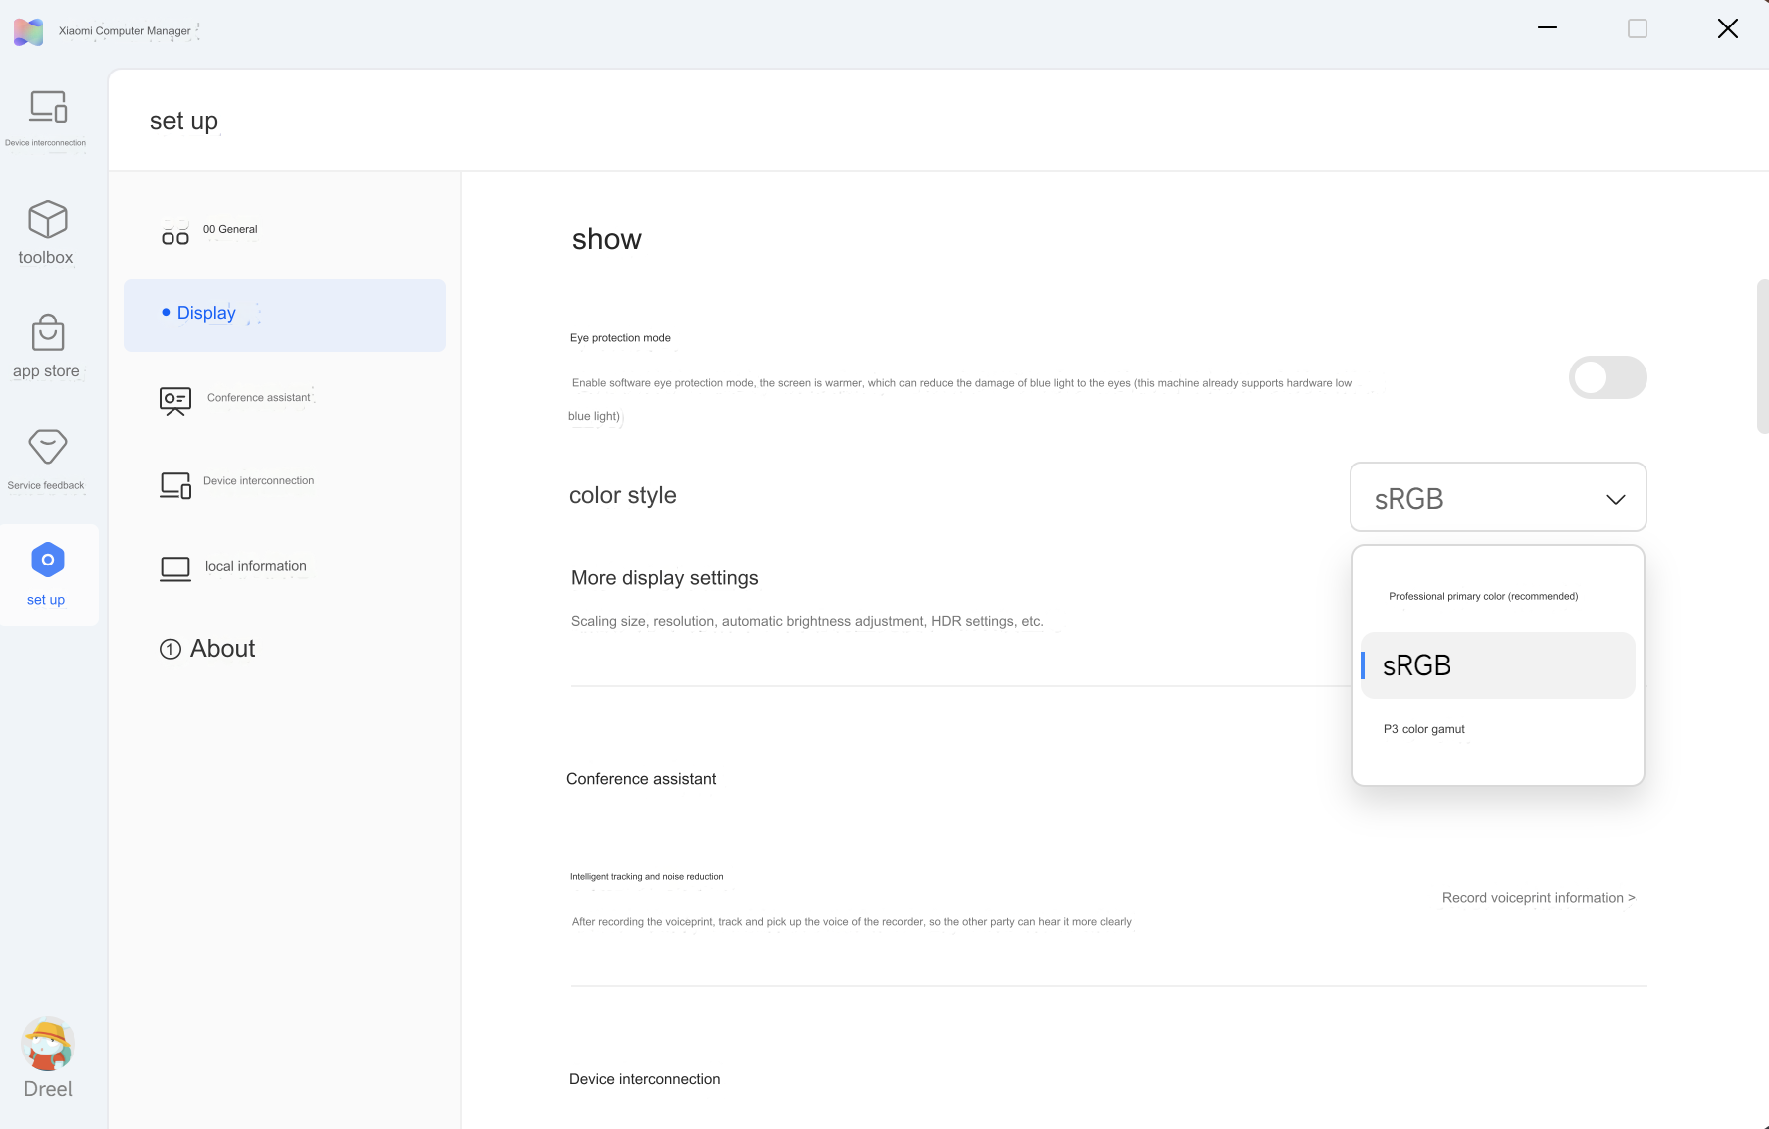 Xiaomi Computer Manager
Device interconnection
toolbox
app store
Service feedback
set up
Dreel
set up
00 General
Display
Conference assistant
Device interconnection
local information
1 About
show
Eye protection mode
Enable software eye protection mode, the screen is warmer, which can reduce the damage of blue light to the eyes (this machine already supports hardware low
blue light)
color style
sRGB
Professional primary color (recommended)
sRGB
P3 color gamut
More display settings
Scaling size, resolution, automatic brightness adjustment, HDR settings, etc.
Conference assistant
Intelligent tracking and noise reduction
After recording the voiceprint, track and pick up the voice of the recorder, so the other party can hear it more clearly
Record voiceprint information >
Device interconnection